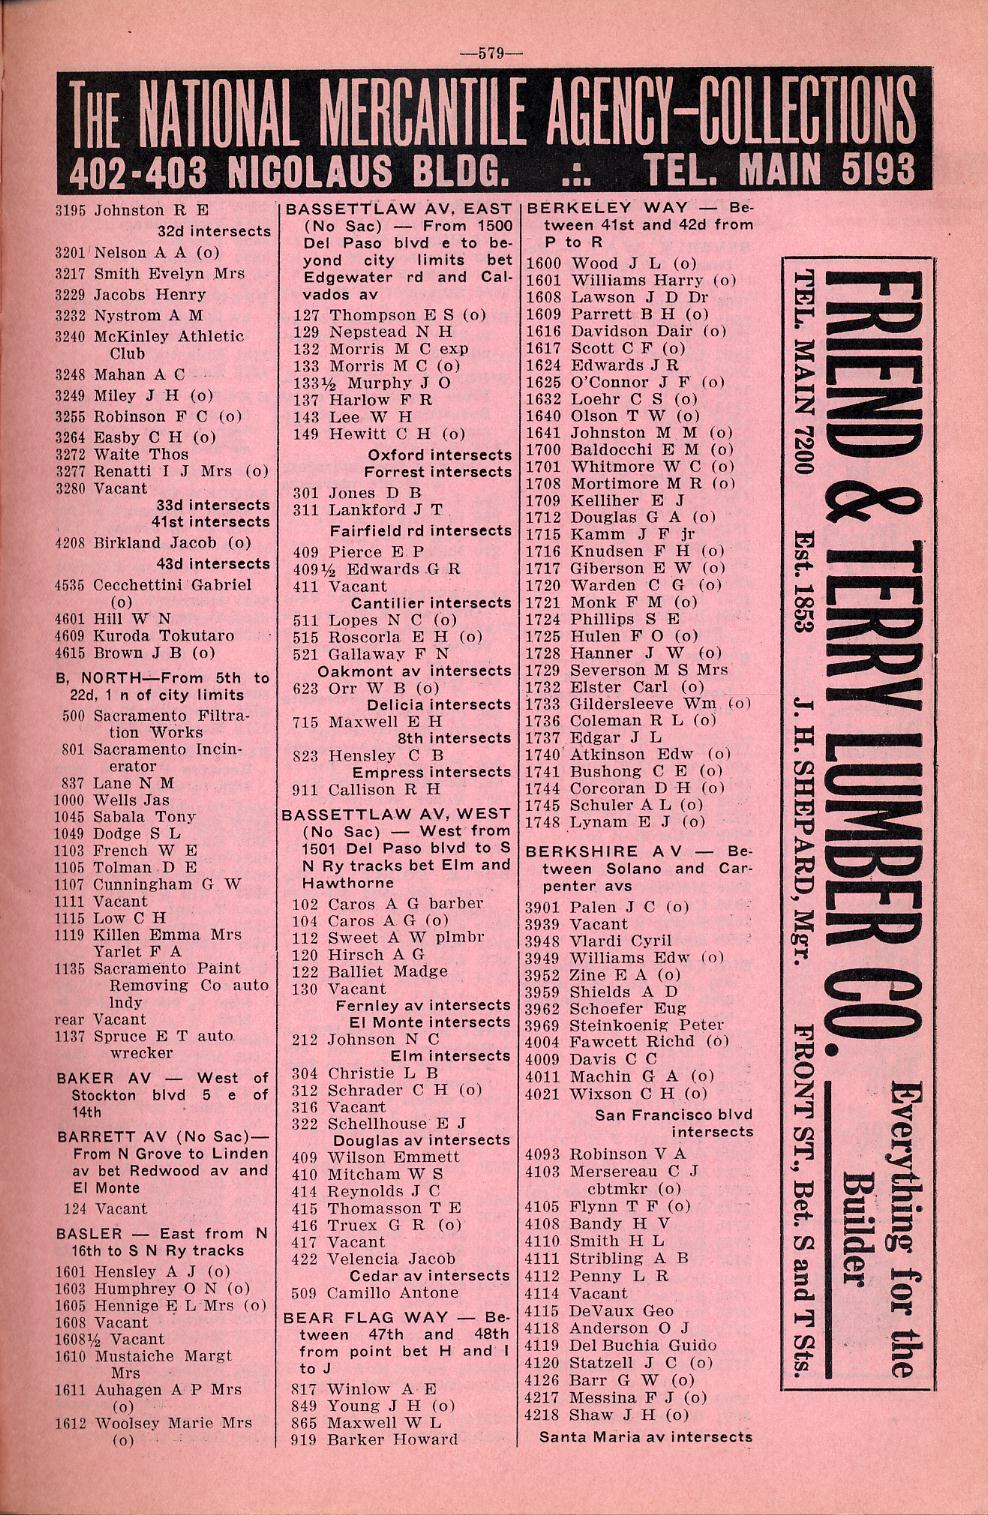 —579—
THE NATIONAL MERCANTILE AGENCY-COLLECTIONS
402-403 NICOLAUS BLDG. .:. TEL. MAIN 5193
3195 Johnston R E
32d intersects
3201 Nelson A A (o)
3217 Smith Evelyn Mrs
3229 Jacobs Henry
3232 Nystrom A M
3240 McKinley Athletic
Club
3248 Mahan A C
3249 Miley J H (o)
3255 Robinson F C (o)
3264 Easby C H (o)
3272 Waite Thos
3277 Renatti I J Mrs (o)
3280 Vacant
33d intersects
41st intersects
4208 Birkland Jacob (o)
43d intersects
4535 Cecchettini Gabriel
(o)
4601 Hill W N
4609 Kuroda Tokutaro
4615 Brown J B (o)
B, NORTH—From 5th to
22d, 1 n of city limits
500 Sacramento Filtra-
tion Works
801 Sacramento Incin-
erator
837 Lane N M
1000 Wells Jas
1045 Sabala Tony
1049 Dodge S L
1103 French W E
1105 Tolman D E
1107 Cunningham G W
1111 Vacant
1115 Low C H
1119 Killen Emma Mrs
Yarlet F A
1135 Sacramento Paint
Removing Co auto
lndy
rear Vacant
1137 Spruce E T auto
wrecker
BAKER AV — West of
Stockton blvd 5 e of
14th
BARRETT AV (No Sac)—
From N Grove to Linden
av bet Redwood av and
El Monte
124 Vacant
BASLER — East from N
16th to S N Ry tracks
1601 Hensley A J (o)
1603 Humphrey O N (o)
1605 Hennige E L Mrs (o)
1608 Vacant
1608½ Vacant
1610 Mustaiche Margt
Mrs
1611 Auhagen A P Mrs
(o)
1612 Woolsey Marie Mrs
(o)
BASSETTLAW AV, EAST
(No Sac) — From 1500
Del Paso blvd e to be-
yond city limits bet
Edgewater rd and Cal-
vados av
127 Thompson E S (o)
129 Nepstead N H
132 Morris M C exp
133 Morris M C (o)
133½ Murphy J O
137 Harlow F R
143 Lee W H
149 Hewitt C H (o)
Oxford intersects
Forrest intersects
301 Jones D B
311 Lankford J T
Fairfield rd intersects
409 Pierce E P
409½ Edwards G R
411 Vacant
Cantilier intersects
511 Lopes N C (o)
515 Roscorla E H (o)
521 Gallaway F N
Oakmont av intersects
623 Orr W B (o)
Delicia intersects
715 Maxwell E H
8th intersects
823 Hensley C B
Empress intersects
911 Callison R H
BASSETTLAW AV, WEST
(No Sac) — West from
1501 Del Paso blvd to S
N Ry tracks bet Elm and
Hawthorne
102 Caros A G barber
104 Caros A G (o)
112 Sweet A W plmbr
120 Hirsch A G
122 Balliet Madge
130 Vacant
Fernley av intersects
El Monte intersects
212 Johnson N C
Elm intersects
304 Christie L B
312 Schrader C H (o)
316 Vacant
322 Schellhouse E J
Douglas av intersects
409 Wilson Emmett
410 Mitcham W S
414 Reynolds J C
415 Thomasson T E
416 Truex G R (o)
417 Vacant
422 Velencia Jacob
Cedar av intersects
509 Camillo Antone
BEAR FLAG WAY — Be-
tween 47th and 48th
from point bet H and I
to J
817 Winlow A E
849 Young J H (o)
865 Maxwell W L
919 Barker Howard
BERKELEY WAY — Be-
tween 41st and 42d from
P to R
1600 Wood J L (o)
1601 Williams Harry (o)
1608 Lawson J D Dr
1609 Parrett B H (o)
1616 Davidson Dair (o)
1617 Scott C F (o)
1624 Edwards J R
1625 O'Connor J F (o)
1632 Loehr C S (o)
1640 Olson T W (o)
1641 Johnston M M (o)
1700 Baldocchi E M (o)
1701 Whitmore W C (o)
1708 Mortimore M R (o)
1709 Kelliher E J
1712 Douglas G A (o)
1715 Kamm J F jr
1716 Knudsen F H (o)
1717 Giberson E W (o)
1720 Warden C G (o)
1721 Monk F M (o)
1724 Phillips S E
1725 Hulen F O (o)
1728 Hanner J W (o)
1729 Severson M S Mrs
1732 Elster Carl (o)
1733 Gildersleeve Wm (o)
1736 Coleman R L (o)
1737 Edgar J L
1740 Atkinson Edw (o)
1741 Bushong C E (o)
1744 Corcoran D H (o)
1745 Schuler A L (o)
1748 Lynam E J (o)
BERKSHIRE AV — Be-
tween Solano and Car-
penter avs
3901 Palen J C (o)
3939 Vacant
3948 Vlardi Cyril
3949 Williams Edw (o)
3952 Zine E A (o)
3959 Shields A D
3962 Schoefer Eug
3969 Steinkoenig Peter
4004 Fawcett Richd (o)
4009 Davis C C
4011 Machin G A (o)
4021 Wixson C H (o)
San Francisco blvd
intersects
4093 Robinson V A
4103 Mersereau C J
cbtmkr (o)
4105 Flynn T F (o)
4108 Bandy H V
4110 Smith H L
4111 Stribling A B
4112 Penny L R
4114 Vacant
4115 DeVaux Geo
4118 Anderson O J
4119 Del Buchia Guido
4120 Statzell J C (o)
4126 Barr G W (o)
4217 Messina F J (o)
4218 Shaw J H (o)
Santa Maria av intersects
FRIEND & TERRY LUMBER CO.
Everything for the
Builder
TEL. MAIN 7200 Est. 1853 J. H. SHEPARD, Mgr. FRONT ST., Bet. S and T Sts.